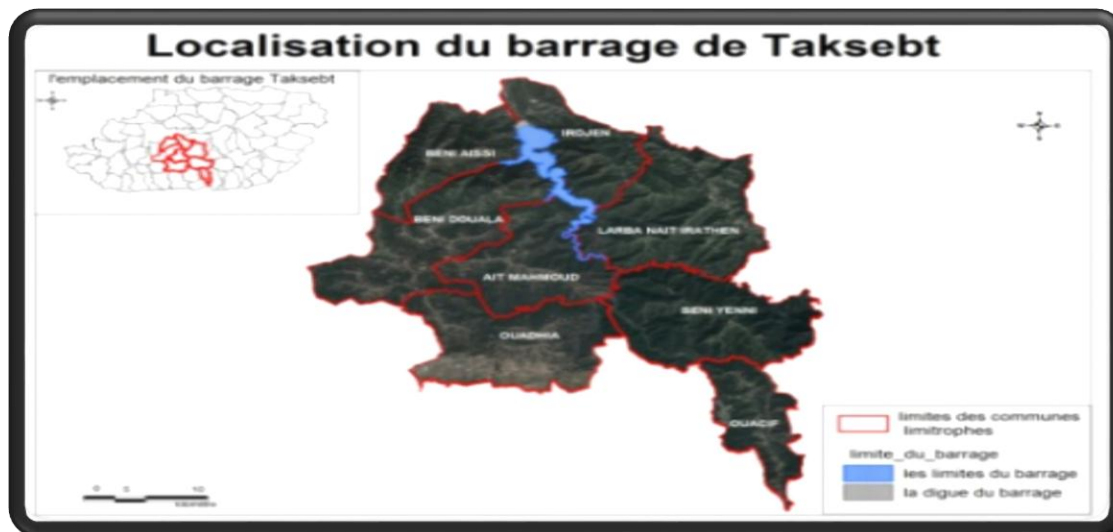 Localisation du barrage de Taksebt
l'emplacement du barrage Taksebt
IRDJEN
BENI AISSI
BENI DOUALA
LARBA NAIT IRATHEN
AIT MAHMOUD
BENI YENNI
OUADHIA
OUACIF
limites des communes
limitrophes
limite_du_barrage
les limites du barrage
la digue du barrage
0 5 10